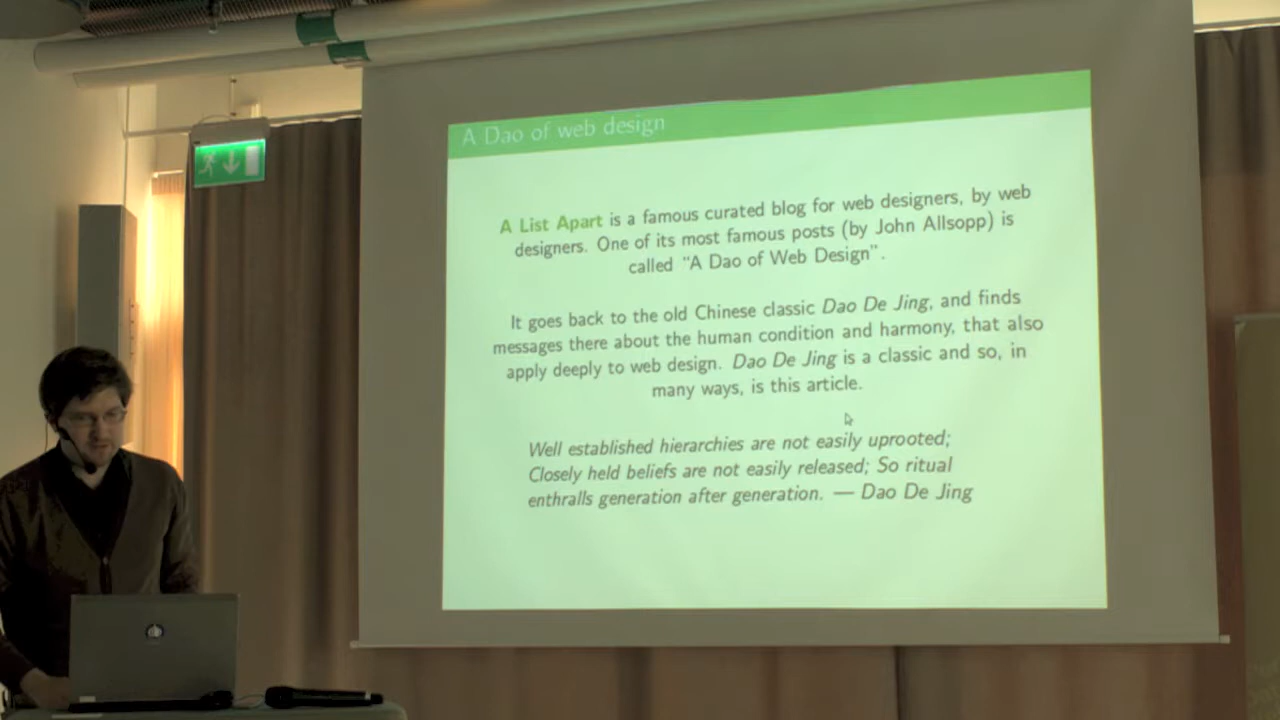 A Dao of web design
A List Apart is a famous curated blog for web designers, by web
designers. One of its most famous posts (by John Allsopp) is
called “A Dao of Web Design”.
It goes back to the old Chinese classic Dao De Jing, and finds
messages there about the human condition and harmony, that also
apply deeply to web design. Dao De Jing is a classic and so, in
many ways, is this article.
Well established hierarchies are not easily uprooted;
Closely held beliefs are not easily released; So ritual
enthralls generation after generation. — Dao De Jing